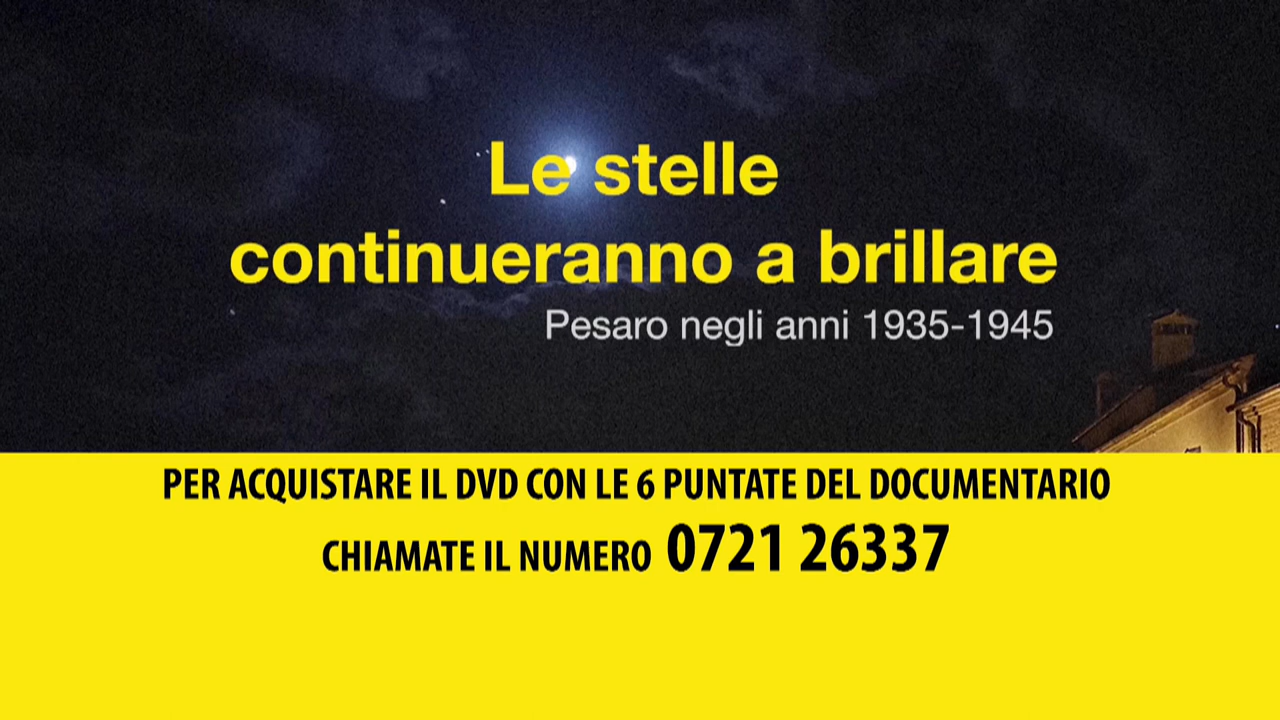 Le stelle
continueranno a brillare
Pesaro negli anni 1935-1945
PER ACQUISTARE IL DVD CON LE 6 PUNTATE DEL DOCUMENTARIO
CHIAMATE IL NUMERO 0721 26337